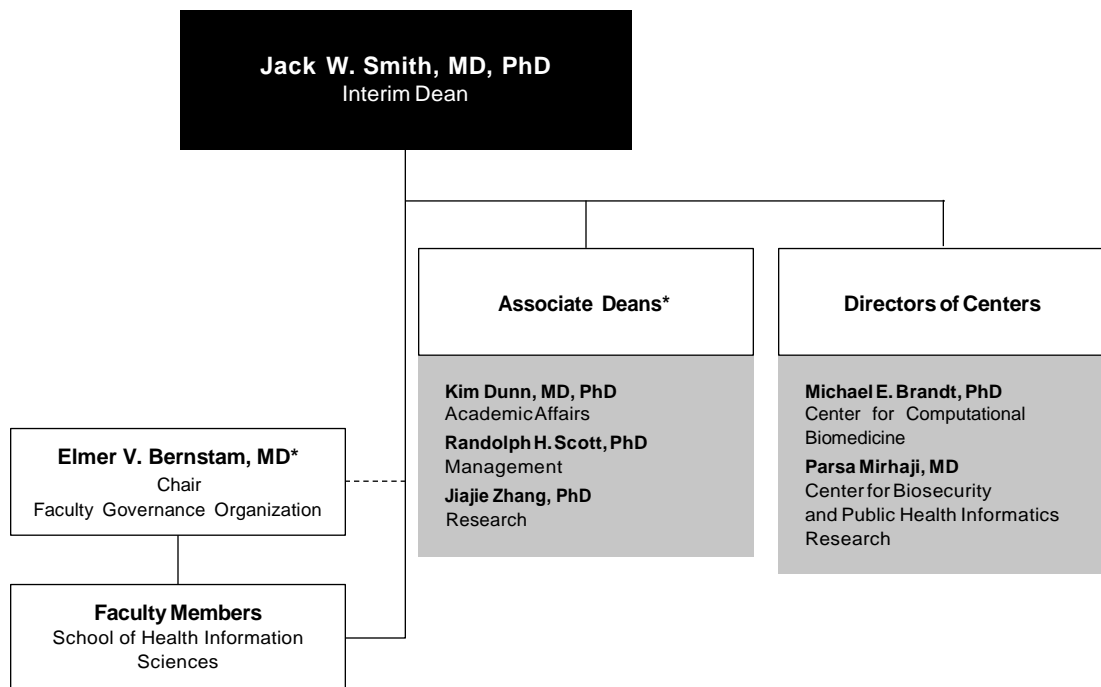 Jack W. Smith, MD, PhD
Interim Dean
Associate Deans*
Directors of Centers
Kim Dunn, MD, PhD
Academic Affairs
Randolph H. Scott, PhD
Management
Jiajie Zhang, PhD
Research
Michael E. Brandt, PhD
Center for Computational
Biomedicine
Parsa Mirhaji, MD
Center for Biosecurity
and Public Health Informatics
Research
Elmer V. Bernstam, MD*
Chair
Faculty Governance Organization
Faculty Members
School of Health Information
Sciences